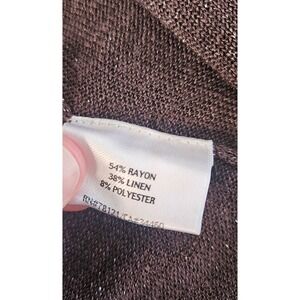 54% RAYON
38% LINEN
8% POLYESTER